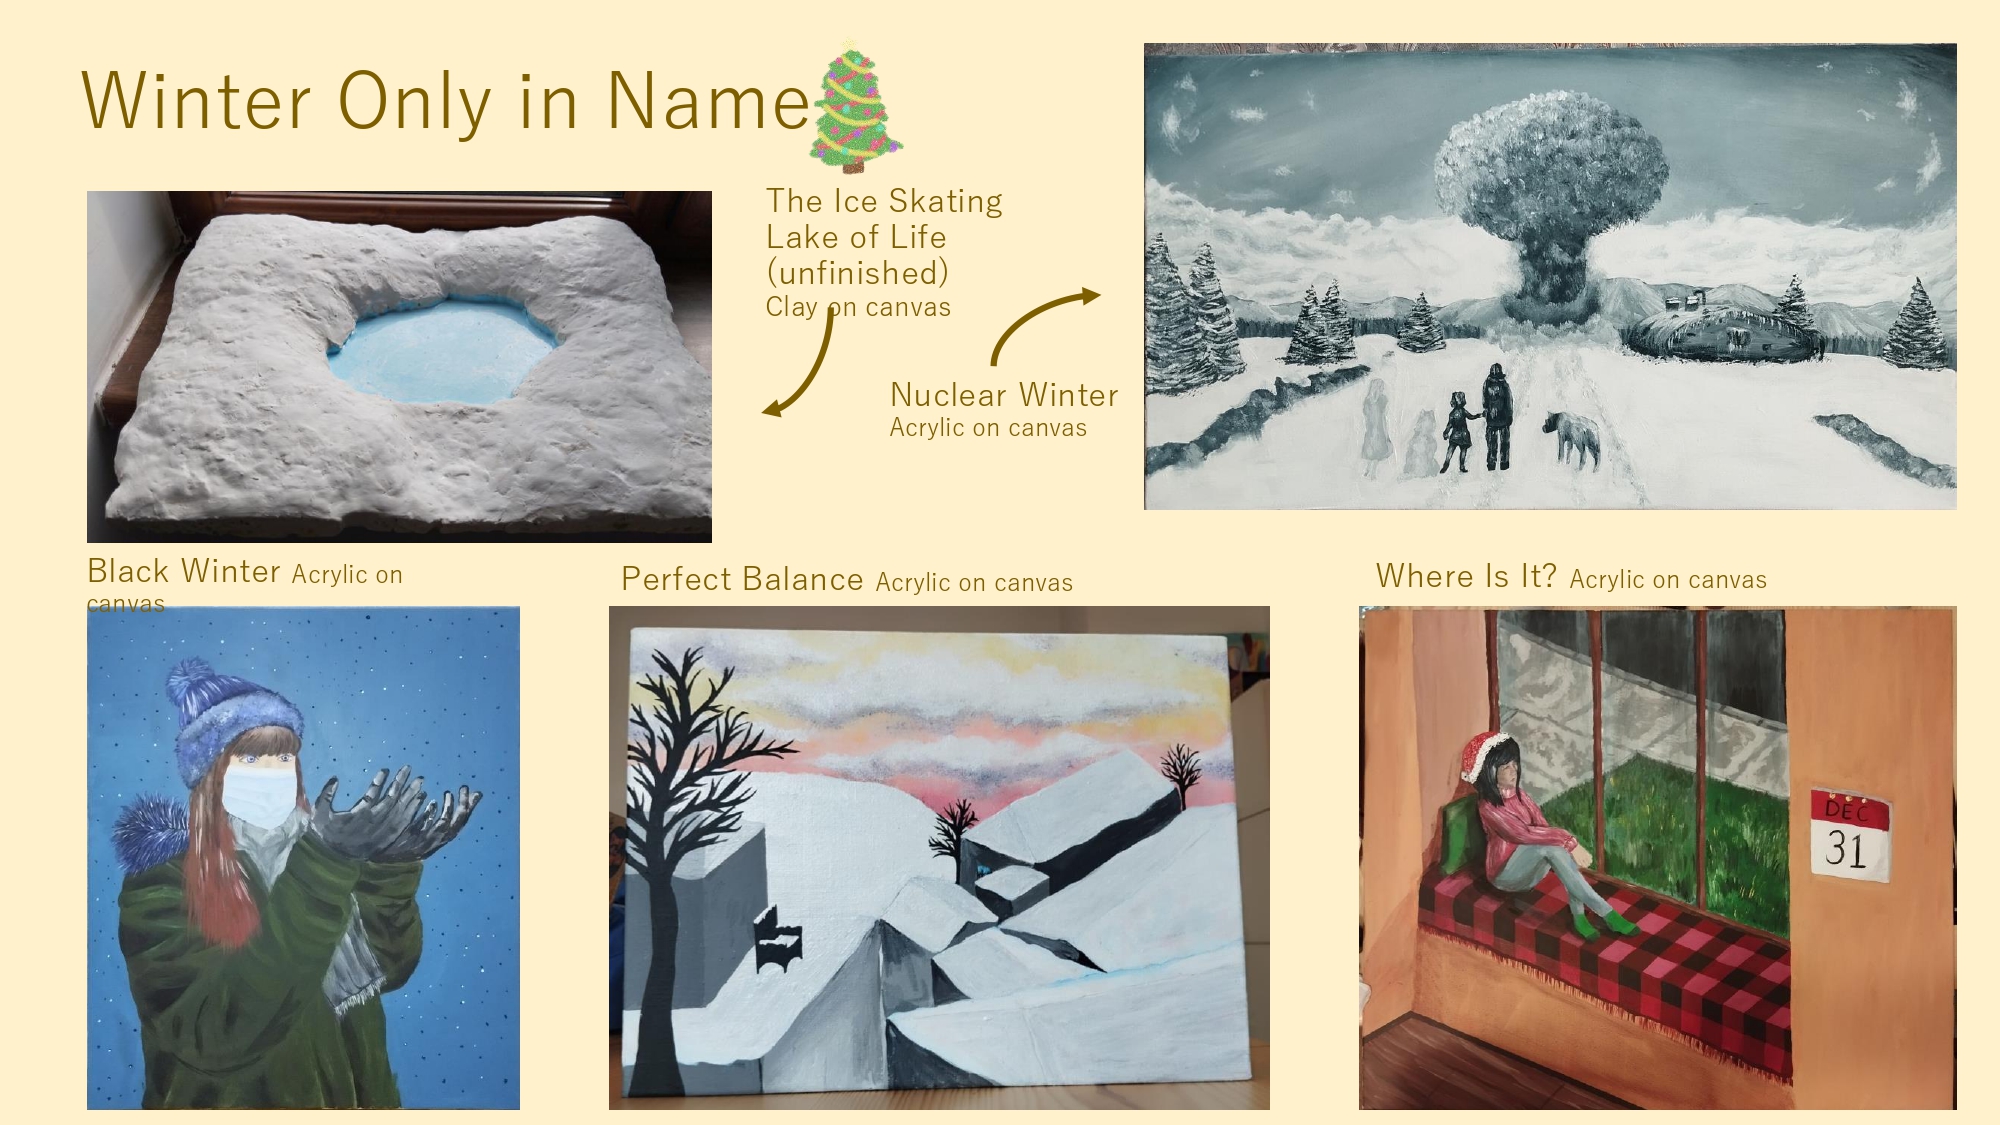 Winter Only in Name
The Ice Skating
Lake of Life
(unfinished)
Clay on canvas
Nuclear Winter
Acrylic on canvas
Black Winter Acrylic on
canvas
Perfect Balance Acrylic on canvas
Where Is It? Acrylic on canvas
DEC
31